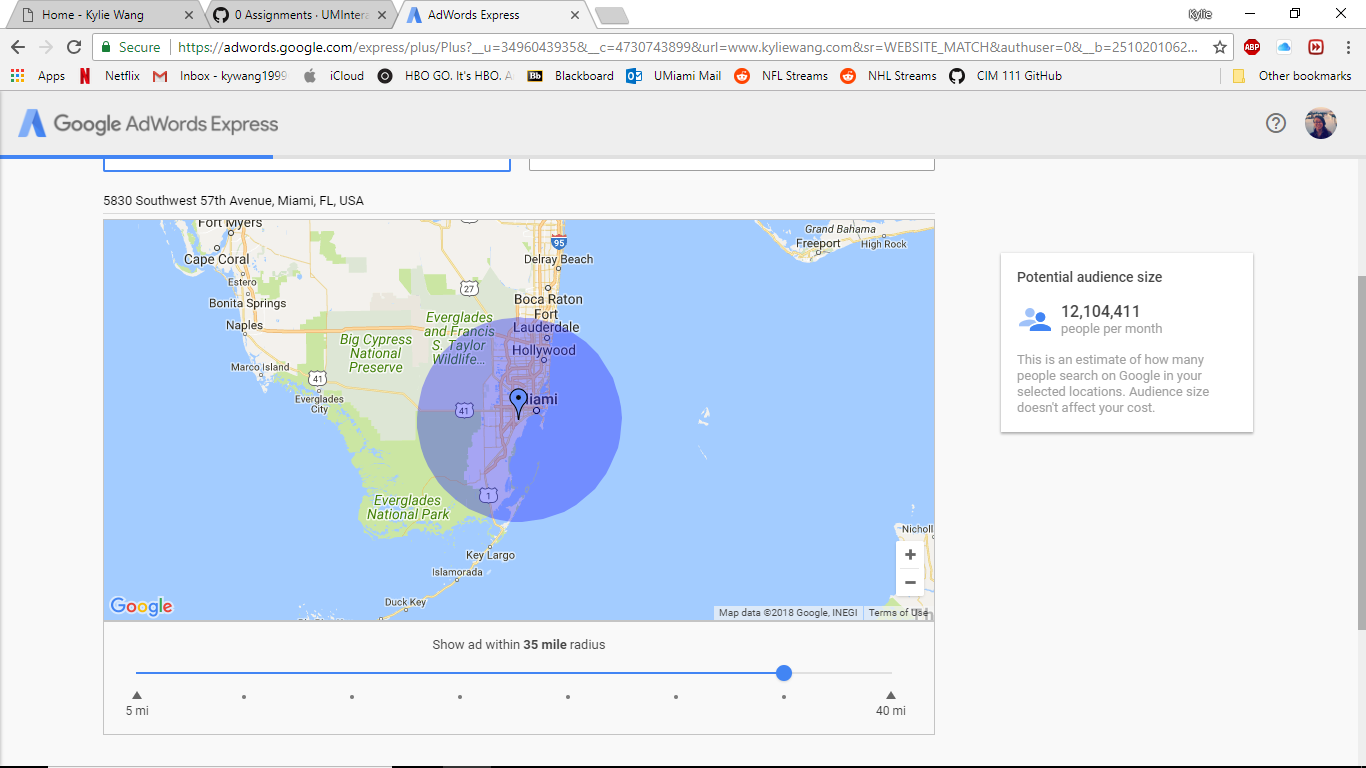 Home - Kylie Wang
0 Assignments · UMIntera
AdWords Express
Kylie
Secure
https://adwords.google.com/express/plus/Plus?__u=3496043935&__c=4730743899&url=www.kyliewang.com&sr=WEBSITE_MATCH&authuser=0&__b=2510201062...
ABP
Apps
Netflix
Inbox - kywang1999
iCloud
HBO GO. It's HBO. A
Bb
Blackboard
UMiami Mail
NFL Streams
NHL Streams
CIM 111 GitHub
Other bookmarks
Google AdWords Express
5830 Southwest 57th Avenue, Miami, FL, USA
Fort Myers
Cape Coral
Estero
Bonita Springs
Naples
Marco Island
41
Everglades
City
Big Cypress
National
Preserve
27
Everglades
and Francis
S. Taylor
Wildlife...
95
Delray Beach
Boca Raton
Fort
Lauderdale
Hollywood
41
Miami
1
Everglades
National Park
Key Largo
Islamorada
Duck Key
Grand Bahama
Freeport
High Rock
Nicholl
+
−
Google
Map data ©2018 Google, INEGI
Terms of Use
Show ad within 35 mile radius
5 mi
40 mi
Potential audience size
12,104,411
people per month
This is an estimate of how many
people search on Google in your
selected locations. Audience size
doesn't affect your cost.